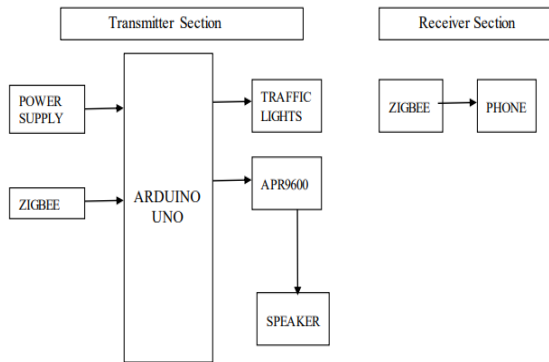 Transmitter Section
Receiver Section
POWER
SUPPLY
ZIGBEE
ARDUINO
UNO
TRAFFIC
LIGHTS
APR9600
SPEAKER
ZIGBEE
PHONE